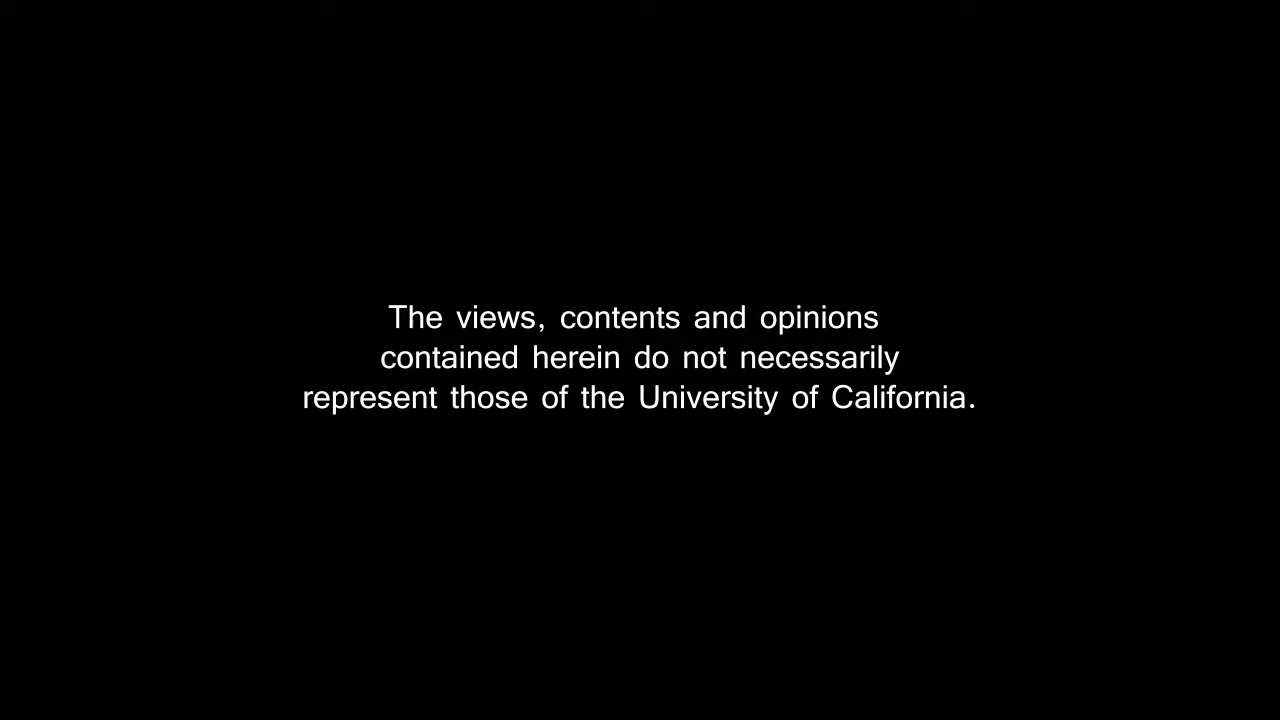 The views, contents and opinions
contained herein do not necessarily
represent those of the University of California.